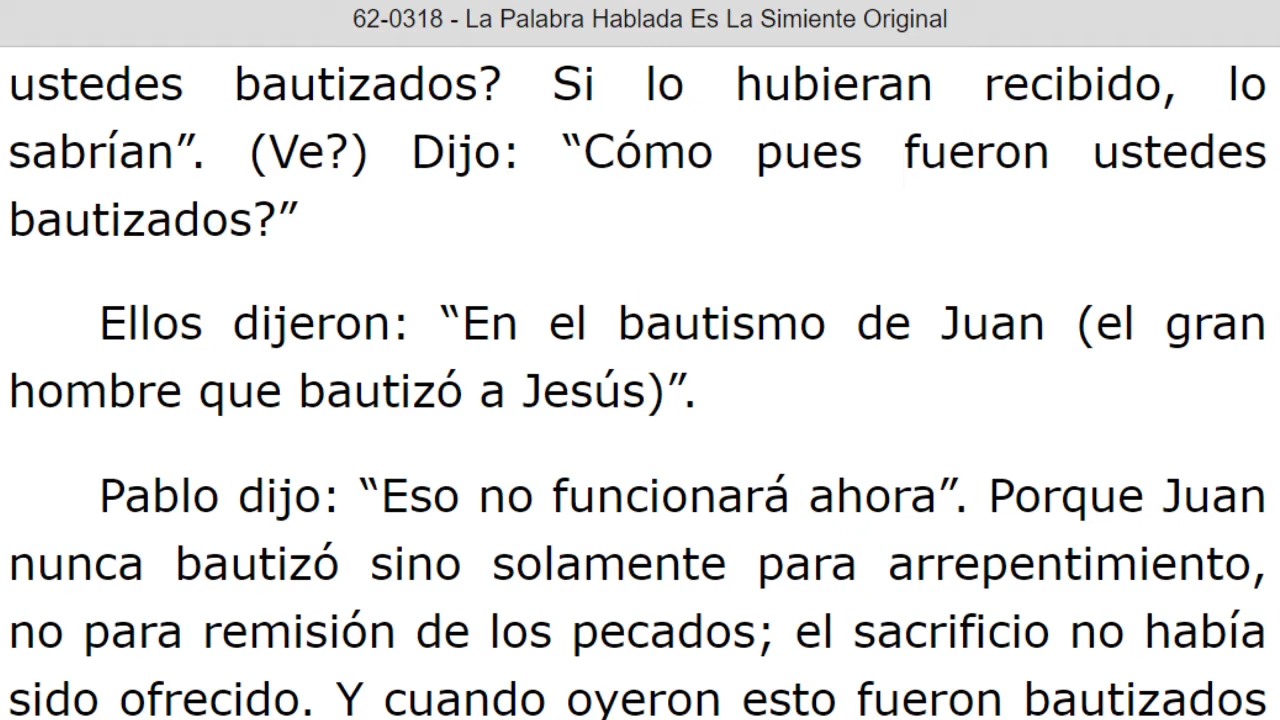 62-0318 - La Palabra Hablada Es La Simiente Original
ustedes bautizados? Si lo hubieran recibido, lo
sabrían”. (Ve?) Dijo: “Cómo pues fueron ustedes
bautizados?”
Ellos dijeron: “En el bautismo de Juan (el gran
hombre que bautizó a Jesús)”.
Pablo dijo: “Eso no funcionará ahora”. Porque Juan
nunca bautizó sino solamente para arrepentimiento,
no para remisión de los pecados; el sacrificio no había
sido ofrecido. Y cuando oyeron esto fueron bautizados